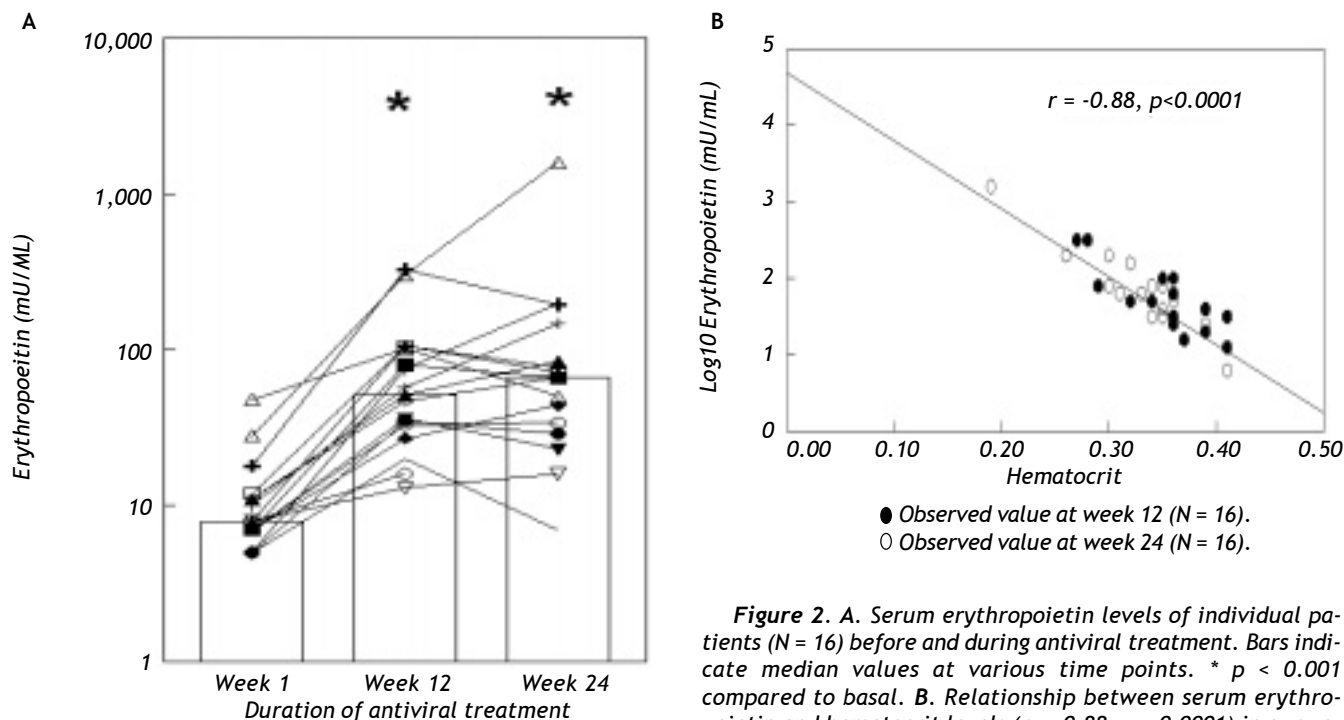 A
10,000
1,000
100
10
1
Erythropoeitin (mU/ML)
Week 1 Week 12 Week 24
Duration of antiviral treatment
B
5
4
3
2
1
0
Log10 Erythropoietin (mU/mL)
r = -0.88, p<0.0001
0.00 0.10 0.20 0.30 0.40 0.50
Hematocrit
Observed value at week 12 (N = 16).
Observed value at week 24 (N = 16).
Figure 2. A. Serum erythropoietin levels of individual pa-
tients (N = 16) before and during antiviral treatment. Bars indi-
cate median values at various time points. * p < 0.001
compared to basal. B. Relationship between serum erythro-